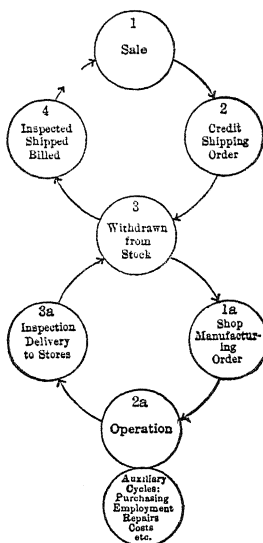 1
Sale
4
Inspected
Shipped
Billed
2
Credit
Shipping
Order
3
Withdrawn
from
Stock
3a
Inspection
Delivery
to Stores
1a
Shop
Manufactur-
ing
Order
2a
Operation
Auxiliary
Cycles:
Purchasing
Employment
Repairs
Costs
etc.